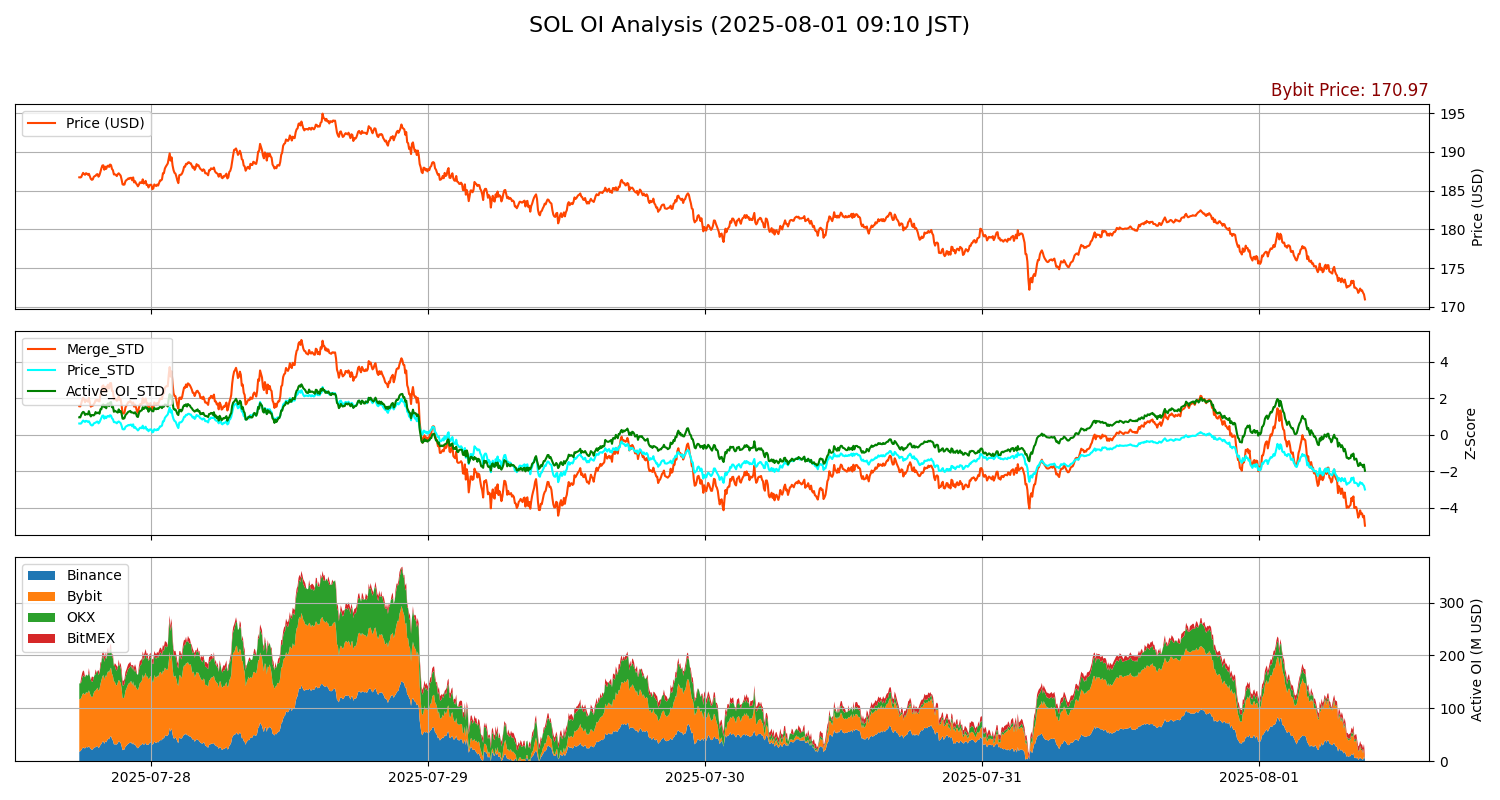 SOL OI Analysis (2025-08-01 09:10 JST)
Bybit Price: 170.97
Price (USD)
195
190
185
180
175
170
Price (USD)
Merge_STD
Price_STD
Active_OI_STD
4
2
0
−2
−4
Z-Score
Binance
Bybit
OKX
BitMEX
300
200
100
0
Active OI (M USD)
2025-07-28
2025-07-29
2025-07-30
2025-07-31
2025-08-01